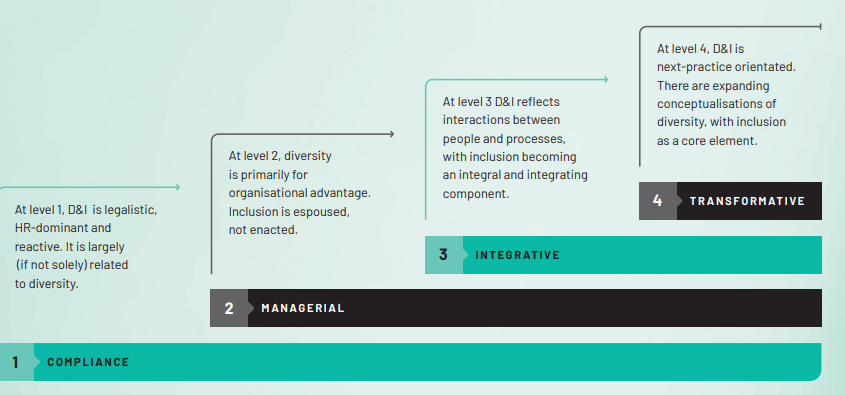 At level 1, D&I is legalistic,
HR-dominant and
reactive. It is largely
(if not solely) related
to diversity.
1 COMPLIANCE
At level 2, diversity
is primarily for
organisational advantage.
Inclusion is espoused,
not enacted.
2 MANAGERIAL
At level 3 D&I reflects
interactions between
people and processes,
with inclusion becoming
an integral and integrating
component.
3 INTEGRATIVE
At level 4, D&I is
next-practice orientated.
There are expanding
conceptualisations of
diversity, with inclusion
as a core element.
4 TRANSFORMATIVE